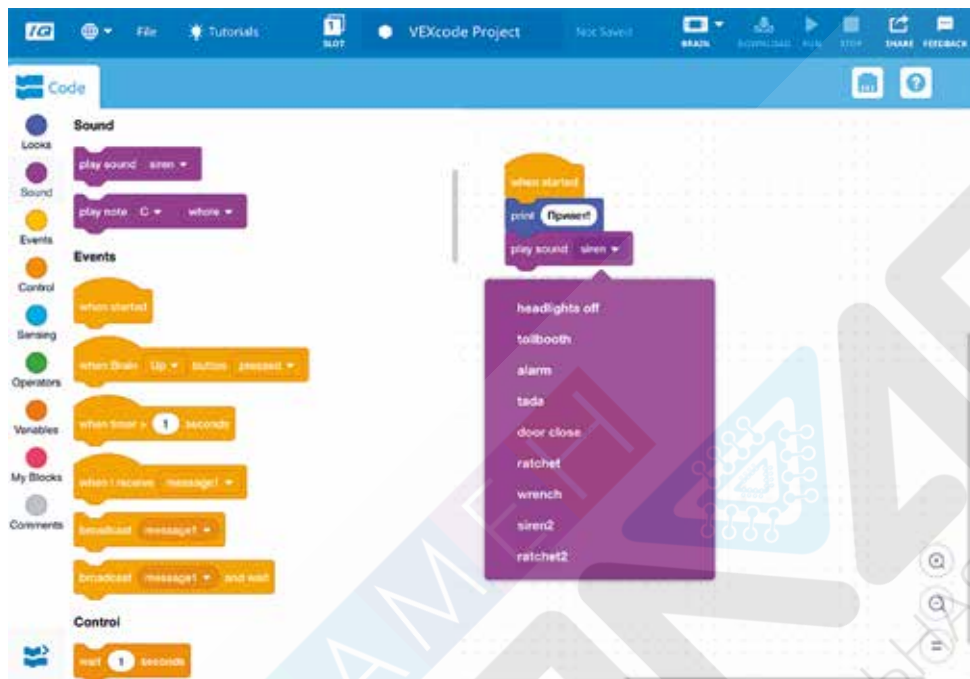 IQ File Tutorials 1 SLOT VEXcode Project Not Saved BRAIN DOWNLOAD RUN STOP SHARE FEEDBACK
Code
Looks
Sound
Events
Control
Sensing
Operators
Variables
My Blocks
Comments
Sound
play sound siren
play note C whole
Events
when started
when Brain Up button pressed
when timer > 1 seconds
when I receive message1
broadcast message1
broadcast message1 and wait
Control
wait 1 seconds
when started
print Привет!
play sound siren
headlights off
tollbooth
alarm
tada
door close
ratchet
wrench
siren2
ratchet2